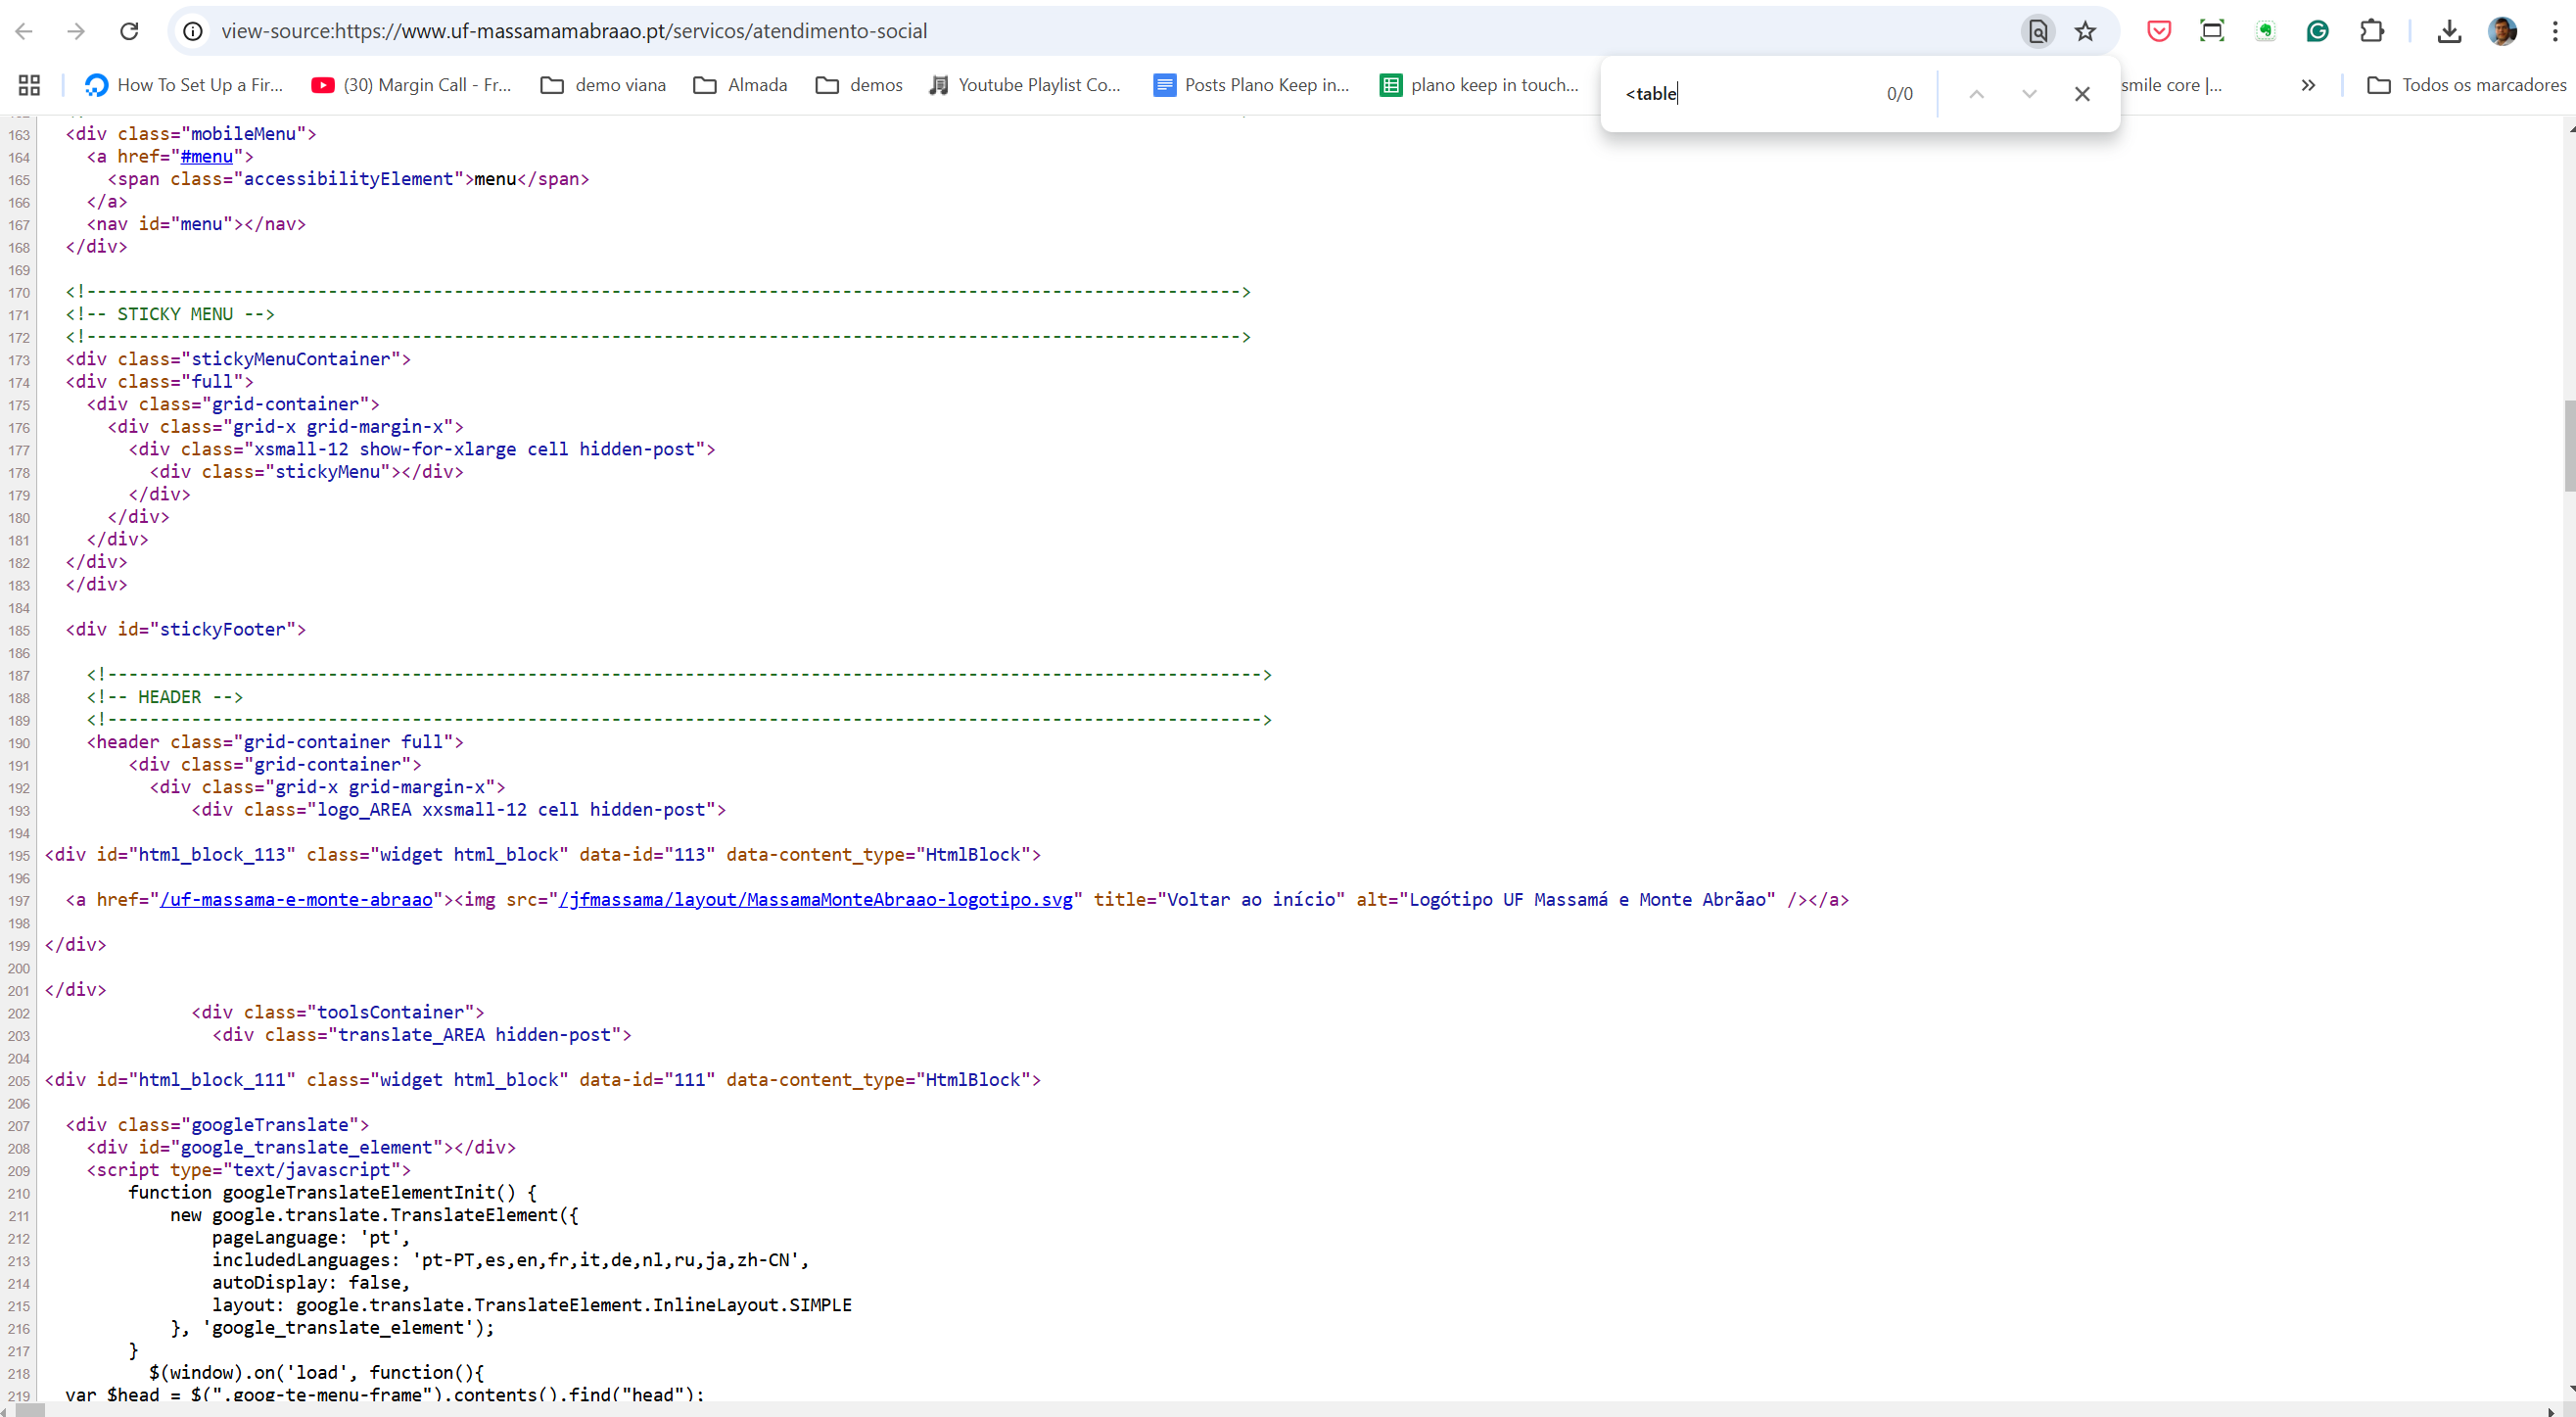 view-source:https://www.uf-massamamabraao.pt/servicos/atendimento-social
How To Set Up a Fir... (30) Margin Call - Fr... demo viana Almada demos Youtube Playlist Co... Posts Plano Keep in... plano keep in touch... smile core |... » Todos os marcadores
<table 0/0
163 <div class="mobileMenu">
164 <a href="#menu">
165 <span class="accessibilityElement">menu</span>
166 </a>
167 <nav id="menu"></nav>
168 </div>
169
170 <!-------------------------------------------------------------------------------------------------------------->
171 <!-- STICKY MENU -->
172 <!-------------------------------------------------------------------------------------------------------------->
173 <div class="stickyMenuContainer">
174 <div class="full">
175 <div class="grid-container">
176 <div class="grid-x grid-margin-x">
177 <div class="xsmall-12 show-for-xlarge cell hidden-post">
178 <div class="stickyMenu"></div>
179 </div>
180 </div>
181 </div>
182 </div>
183 </div>
184
185 <div id="stickyFooter">
186
187 <!-------------------------------------------------------------------------------------------------------------->
188 <!-- HEADER -->
189 <!-------------------------------------------------------------------------------------------------------------->
190 <header class="grid-container full">
191 <div class="grid-container">
192 <div class="grid-x grid-margin-x">
193 <div class="logo_AREA xxsmall-12 cell hidden-post">
194
195 <div id="html_block_113" class="widget html_block" data-id="113" data-content_type="HtmlBlock">
196
197 <a href="/uf-massama-e-monte-abraao"><img src="/jfmassama/layout/MassamaMonteAbraao-logotipo.svg" title="Voltar ao início" alt="Logótipo UF Massamá e Monte Abrãao" /></a>
198
199 </div>
200
201 </div>
202 <div class="toolsContainer">
203 <div class="translate_AREA hidden-post">
204
205 <div id="html_block_111" class="widget html_block" data-id="111" data-content_type="HtmlBlock">
206
207 <div class="googleTranslate">
208 <div id="google_translate_element"></div>
209 <script type="text/javascript">
210 function googleTranslateElementInit() {
211 new google.translate.TranslateElement({
212 pageLanguage: 'pt',
213 includedLanguages: 'pt-PT,es,en,fr,it,de,nl,ru,ja,zh-CN',
214 autoDisplay: false,
215 layout: google.translate.TranslateElement.InlineLayout.SIMPLE
216 }, 'google_translate_element');
217 }
218 $(window).on('load', function(){
219 var $head = $(".goog-te-menu-frame").contents().find("head");